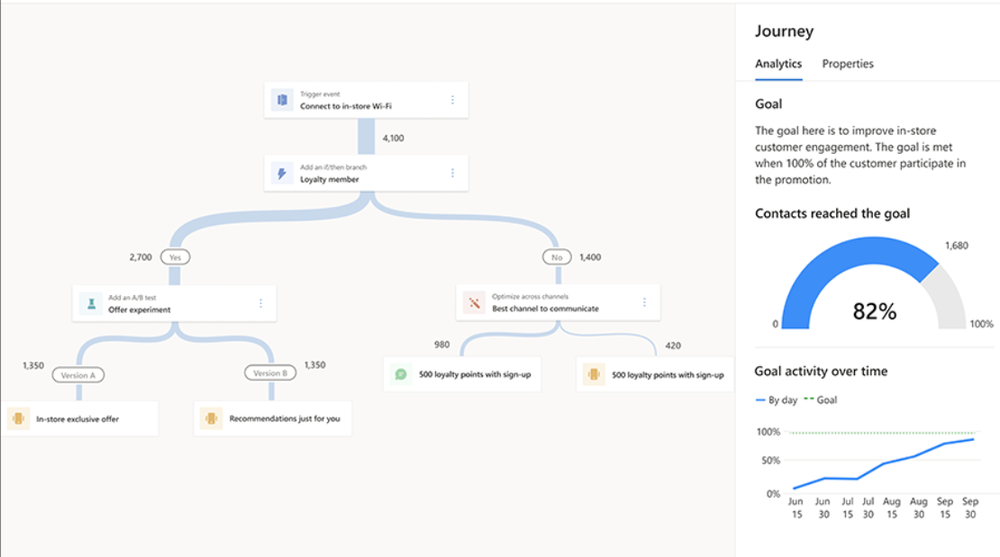 Trigger event
Connect to in-store Wi-Fi
4,100
Add an if/then branch
Loyalty member
2,700
Yes
No
1,400
Add an A/B test
Offer experiment
Optimize across channels
Best channel to communicate
1,350
Version A
Version B
1,350
980
420
500 loyalty points with sign-up
500 loyalty points with sign-up
In-store exclusive offer
Recommendations just for you
Journey
Analytics Properties
Goal
The goal here is to improve in-store
customer engagement. The goal is met
when 100% of the customer participate in
the promotion.
Contacts reached the goal
1,680
82%
0
100%
Goal activity over time
By day Goal
100%
50%
0%
Jun Jun Jul Jul Aug Aug Sep Sep
15 30 15 30 15 30 15 30